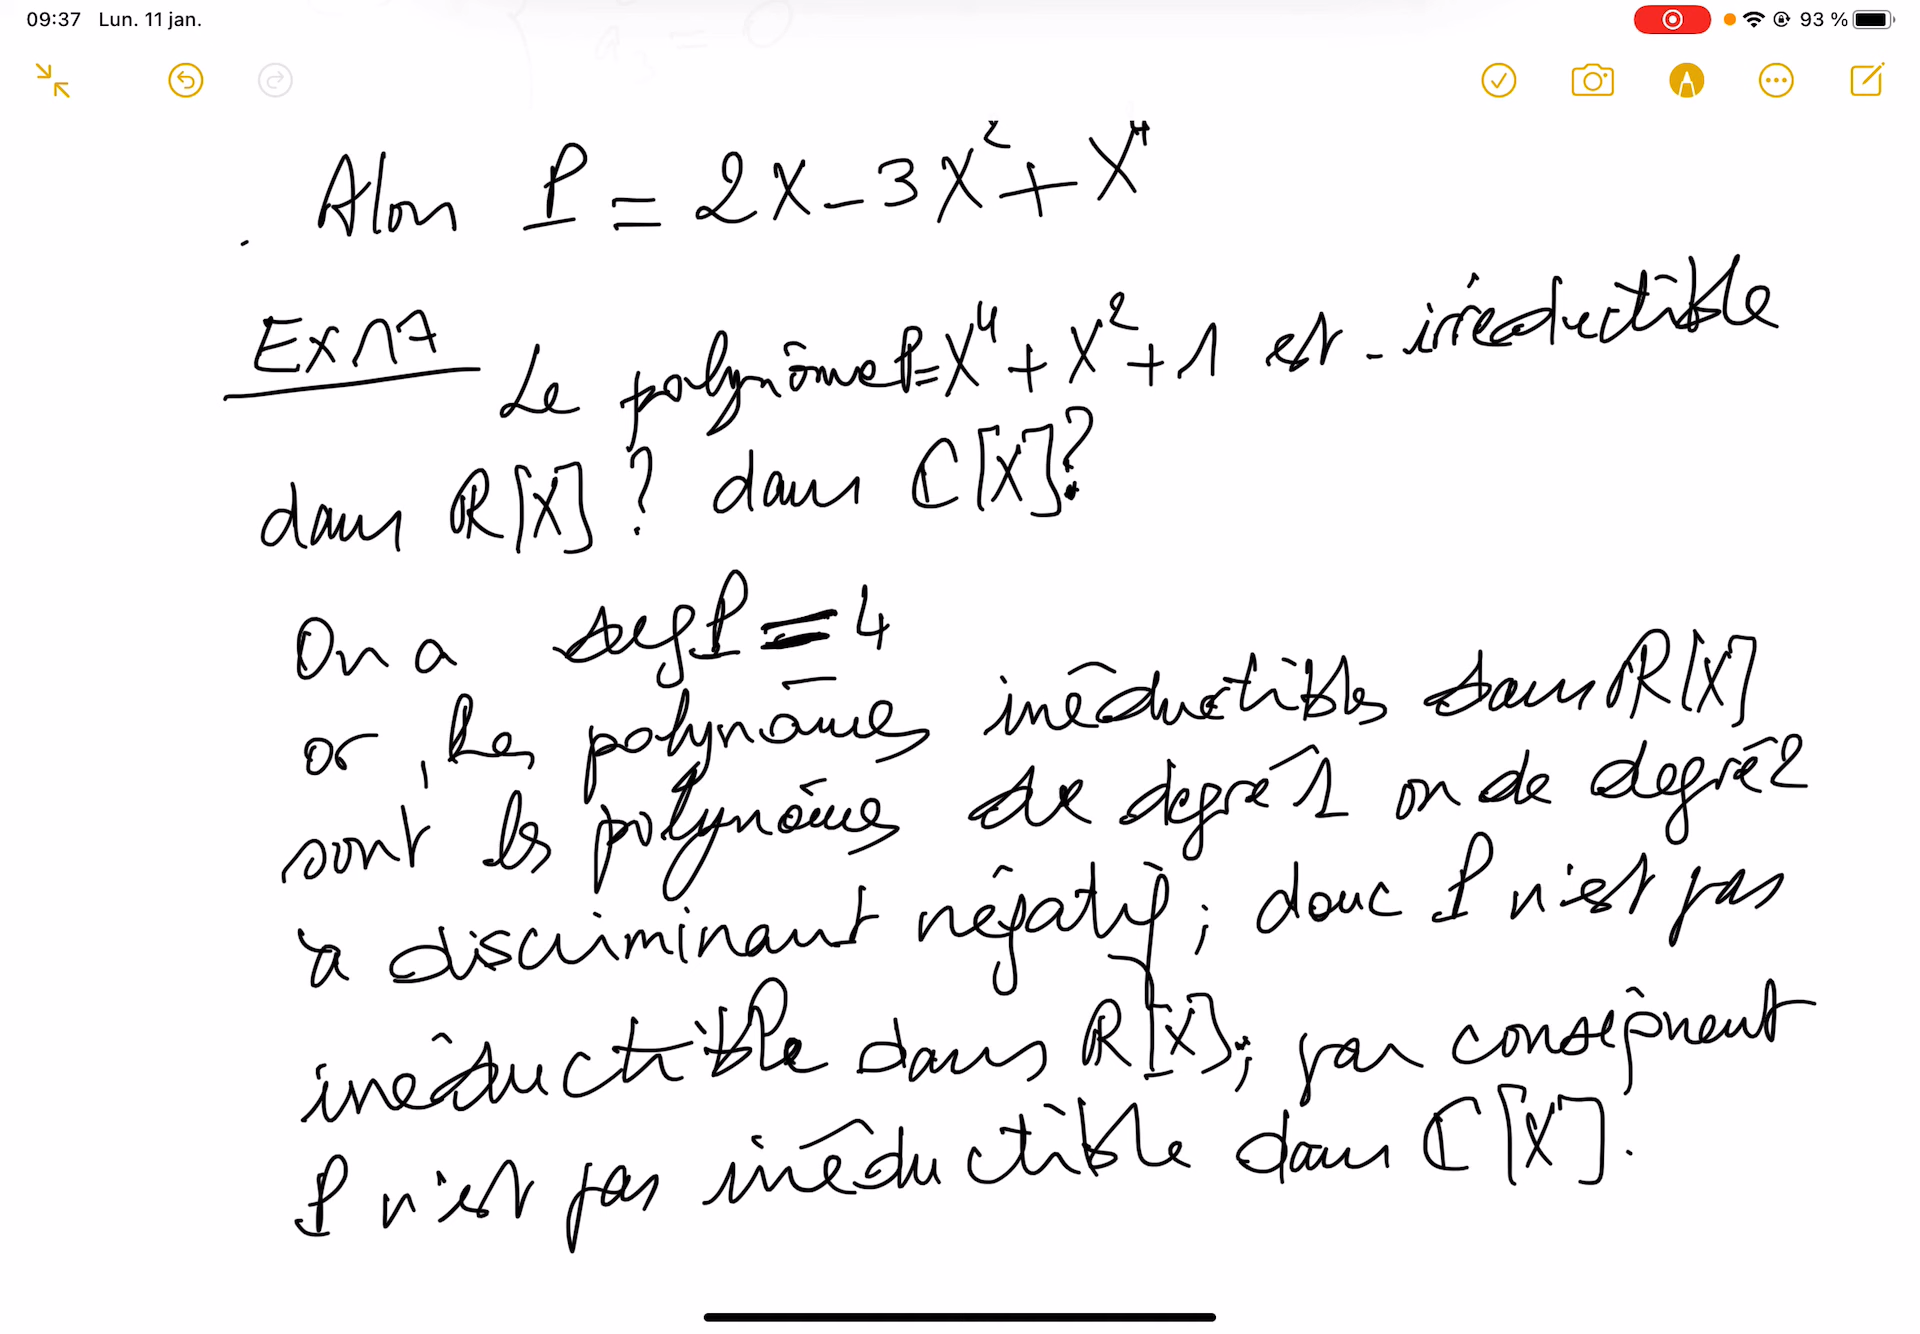 09:37 Lun. 11 jan. 93 %
Alors P = 2X - 3X² + X⁴
Ex 17 Le polynôme P = X⁴ + X² + 1 est-irréductible
dans ℝ[X] ? dans ℂ[X] ?
On a deg P = 4
or, les polynômes irréductibles dans ℝ[X]
sont les polynômes de degré 1 ou de degré 2
à discriminant négatif ; donc P n'est pas
irréductible dans ℝ[X] ; par conséquent
P n'est pas irréductible dans ℂ[X].